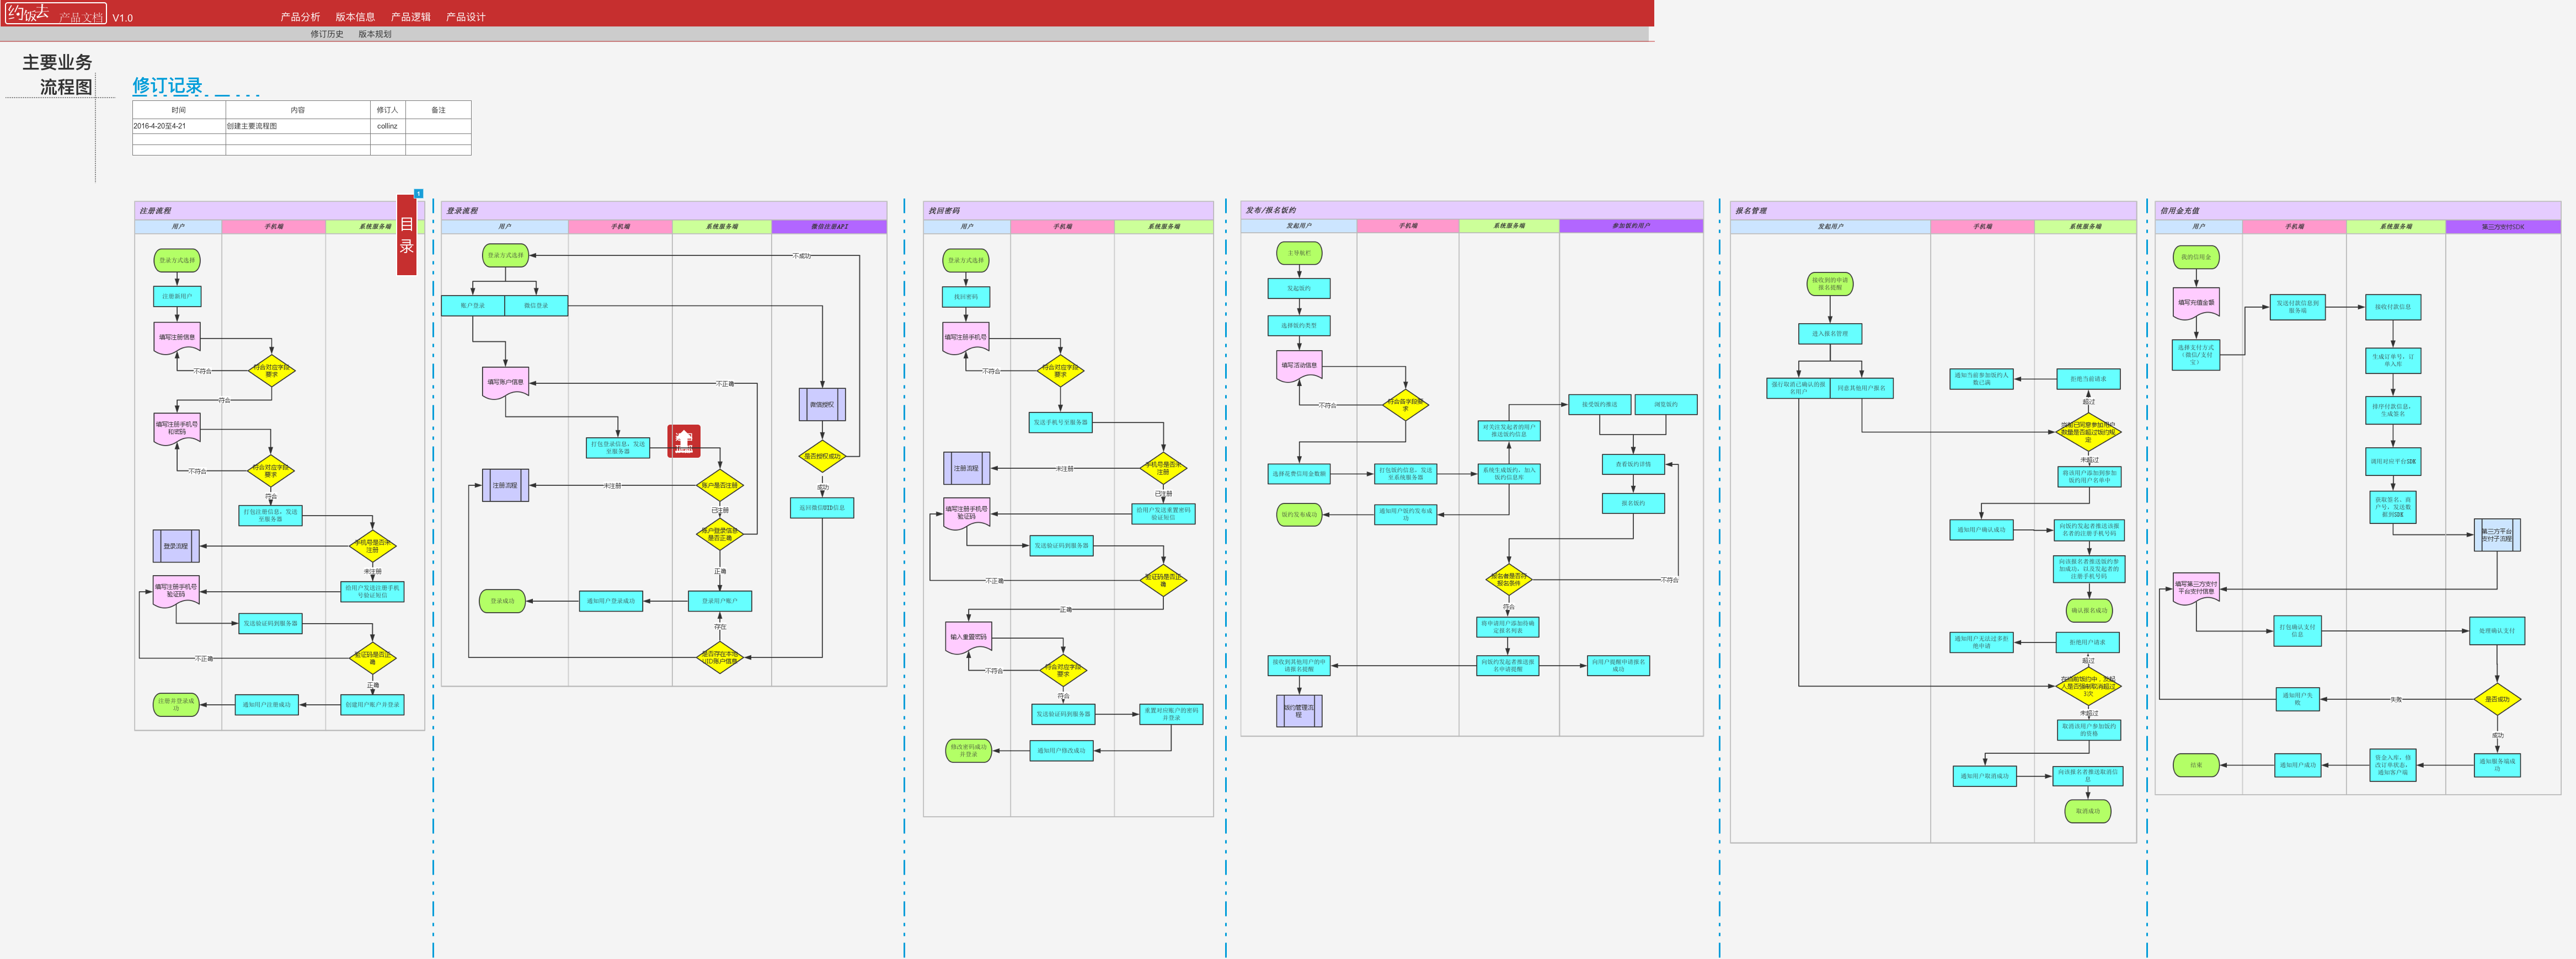 约饭去 产品文档 V1.0
产品分析 版本信息 产品逻辑 产品设计
修订历史 版本规划
主要业务
流程图
修订记录
时间 内容 修订人 备注
2016-4-20至4-21 创建主要流程图 collinz
1
目
录
注册流程
用户 手机端 系统服务端
登录方式选择
注册新用户
填写注册信息
符合对应字段
要求
不符合
符合
填写注册手机号
和密码
符合对应字段
要求
不符合
符合
打包注册信息，发送
至服务器
手机号是否未
注册
登录流程
未注册
填写注册手机号
验证码
给用户发送注册手机
号验证短信
发送验证码到服务器
验证码是否正
确
不正确
正确
注册并登录成
功
通知用户注册成功
创建用户账户并登录
登录流程
用户 手机端 系统服务端 微信注册API
登录方式选择
不成功
帐户登录
微信登录
填写账户信息
不正确
微信授权
打包登录信息，发送
至服务器
是否授权成功
注册流程
未注册
账户是否注册
成功
已注册
返回微信UID信息
账户登录信息
是否正确
正确
登录成功
通知用户登录成功
登录用户账户
存在
是否存在本地
UID账户信息
找回密码
用户 手机端 系统服务端
登录方式选择
找回密码
填写注册手机号
符合对应字段
要求
不符合
发送手机号至服务器
注册流程
未注册
手机号是否未
注册
已注册
填写注册手机号
验证码
给用户发送重置密码
验证短信
发送验证码到服务器
验证码是否正
确
不正确
正确
输入重置密码
符合对应字段
要求
不符合
符合
发送验证码到服务器
重置对应账户的密码
并登录
修改密码成功
并登录
通知用户修改成功
发布/报名饭约
发起用户 手机端 系统服务端 参加饭约用户
主导航栏
发起饭约
选择饭约类型
填写活动信息
符合各字段要
求
不符合
接受饭约推送
浏览饭约
对关注发起者的用户
推送饭约信息
选择花费信用金数额
打包饭约信息，发送
至系统服务器
系统生成饭约，加入
饭约信息库
查看饭约详情
报名饭约
饭约发布成功
通知用户饭约发布成
功
报名者是否符
报名条件
不符合
符合
将申请用户添加待确
定报名列表
接收到其他用户的申
请报名提醒
向饭约发起者推送报
名申请提醒
向用户提醒申请报名
成功
饭约管理流
程
报名管理
发起用户 手机端 系统服务端
接收到的申请
报名提醒
进入报名管理
强行取消已确认的报
名用户
同意其他用户报名
通知当前参加饭约人
数已满
拒绝当前请求
超过
数量是否超过饭约规
定
未超过
将该用户添加到参加
饭约用户名单中
通知用户确认成功
向饭约发起者推送该报
名者的注册手机号码
向该报名者推送饭约参
加成功，以及发起者的
注册手机号码
确认报名成功
通知用户无法过多拒
绝申请
拒绝用户请求
超过
在当前饭约中，发起
人是否强制取消超过
3次
未超过
取消该用户参加饭约
的资格
通知用户取消成功
向该报名者推送取消信
息
取消成功
信用金充值
用户 手机端 系统服务端 第三方支付SDK
我的信用金
填写充值金额
发送付款信息到
服务端
接收付款信息
选择支付方式
（微信/支付
宝）
生成订单号，订
单入库
排序付款信息，
生成签名
调用对应平台SDK
获取签名、商
户号，发送数
据到SDK
第三方平台
支付子流程
填写第三方支付
平台支付信息
打包确认支付
信息
处理确认支付
通知用户失
败
失败
是否成功
成功
结束
通知用户成功
资金入库，修
改订单状态，
通知客户端
通知服务端成
功